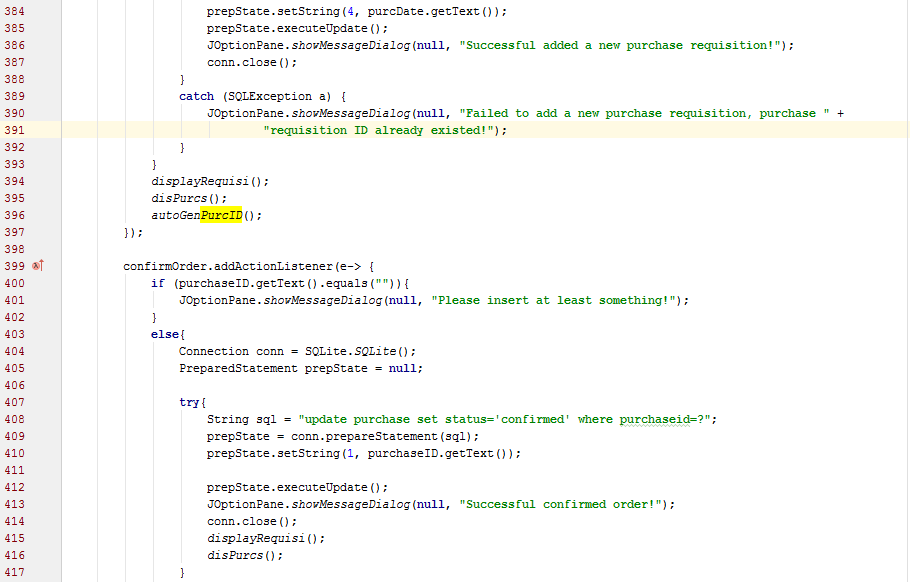 384 prepState.setString(4, purcDate.getText());
385 prepState.executeUpdate();
386 JOptionPane.showMessageDialog(null, "Successful added a new purchase requisition!");
387 conn.close();
388 }
389 catch (SQLException a) {
390 JOptionPane.showMessageDialog(null, "Failed to add a new purchase requisition, purchase " +
391 "requisition ID already existed!");
392 }
393 }
394 displayRequisi();
395 disPurcs();
396 autoGenPurcID();
397 });
398
399 confirmOrder.addActionListener(e-> {
400 if (purchaseID.getText().equals("")){
401 JOptionPane.showMessageDialog(null, "Please insert at least something!");
402 }
403 else{
404 Connection conn = SQLite.SQLite();
405 PreparedStatement prepState = null;
406
407 try{
408 String sql = "update purchase set status='confirmed' where purchaseid=?";
409 prepState = conn.prepareStatement(sql);
410 prepState.setString(1, purchaseID.getText());
411
412 prepState.executeUpdate();
413 JOptionPane.showMessageDialog(null, "Successful confirmed order!");
414 conn.close();
415 displayRequisi();
416 disPurcs();
417 }